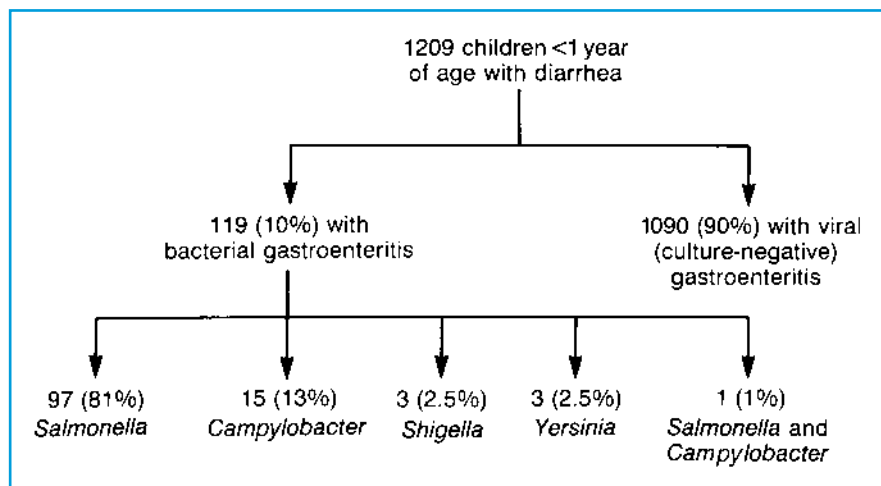 1209 children <1 year
of age with diarrhea
119 (10%) with
bacterial gastroenteritis
1090 (90%) with viral
(culture-negative)
gastroenteritis
97 (81%)
Salmonella
15 (13%)
Campylobacter
3 (2.5%)
Shigella
3 (2.5%)
Yersinia
1 (1%)
Salmonella and
Campylobacter